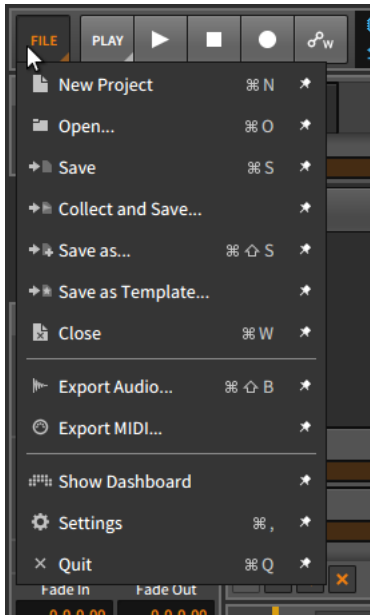 FILE PLAY W
New Project ⌘ N
Open... ⌘ O
Save ⌘ S
Collect and Save...
Save as... ⌘ ⇧ S
Save as Template...
Close ⌘ W
Export Audio... ⌘ ⇧ B
Export MIDI...
Show Dashboard
Settings ⌘ ,
× Quit ⌘ Q
Fade In Fade Out